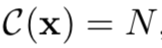 𝒞(𝐱) = N,